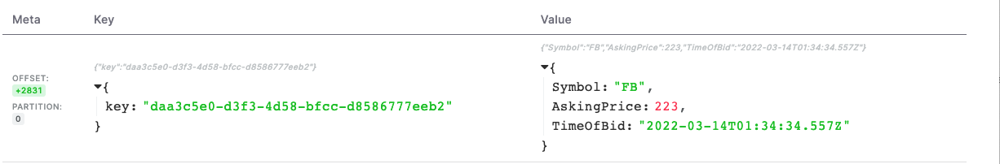 Meta Key Value
{"Symbol":"FB","AskingPrice":223,"TimeOfBid":"2022-03-14T01:34:34.557Z"}
{"key":"daa3c5e0-d3f3-4d58-bfcc-d8586777eeb2"}
OFFSET:
+2831
PARTITION:
0
{
key: "daa3c5e0-d3f3-4d58-bfcc-d8586777eeb2"
}
{
Symbol: "FB",
AskingPrice: 223,
TimeOfBid: "2022-03-14T01:34:34.557Z"
}